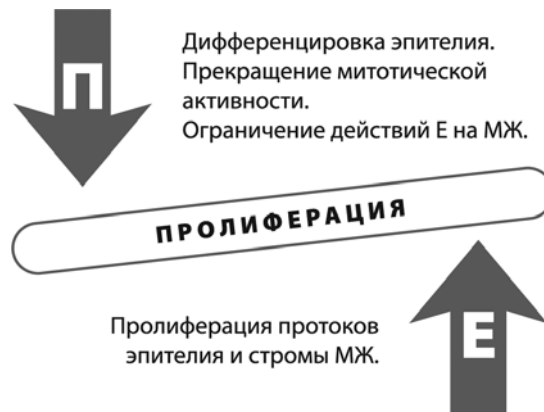 П
Дифференцировка эпителия.
Прекращение митотической
активности.
Ограничение действий Е на МЖ.
ПРОЛИФЕРАЦИЯ
Пролиферация протоков
эпителия и стромы МЖ.
Е